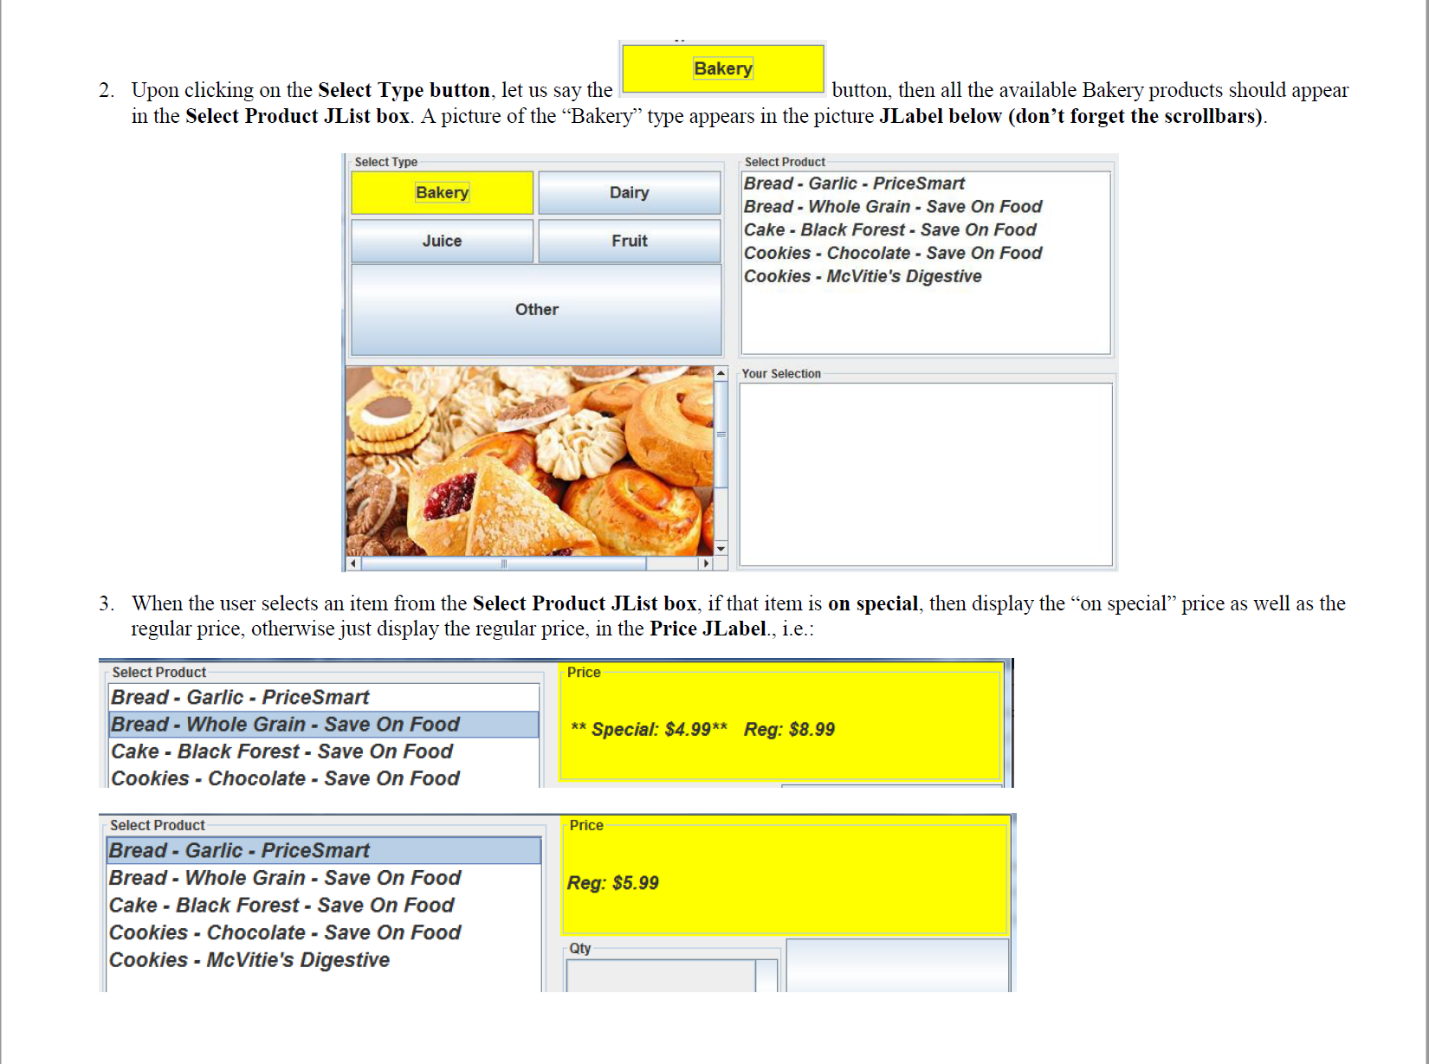 Bakery
2. Upon clicking on the Select Type button, let us say the button, then all the available Bakery products should appear
in the Select Product JList box. A picture of the “Bakery” type appears in the picture JLabel below (don’t forget the scrollbars).
Select Type
Bakery
Dairy
Juice
Fruit
Other
Select Product
Bread - Garlic - PriceSmart
Bread - Whole Grain - Save On Food
Cake - Black Forest - Save On Food
Cookies - Chocolate - Save On Food
Cookies - McVitie's Digestive
Your Selection
3. When the user selects an item from the Select Product JList box, if that item is on special, then display the “on special” price as well as the
regular price, otherwise just display the regular price, in the Price JLabel., i.e.:
Select Product
Bread - Garlic - PriceSmart
Bread - Whole Grain - Save On Food
Cake - Black Forest - Save On Food
Cookies - Chocolate - Save On Food
Price
** Special: $4.99** Reg: $8.99
Select Product
Bread - Garlic - PriceSmart
Bread - Whole Grain - Save On Food
Cake - Black Forest - Save On Food
Cookies - Chocolate - Save On Food
Cookies - McVitie's Digestive
Price
Reg: $5.99
Qty